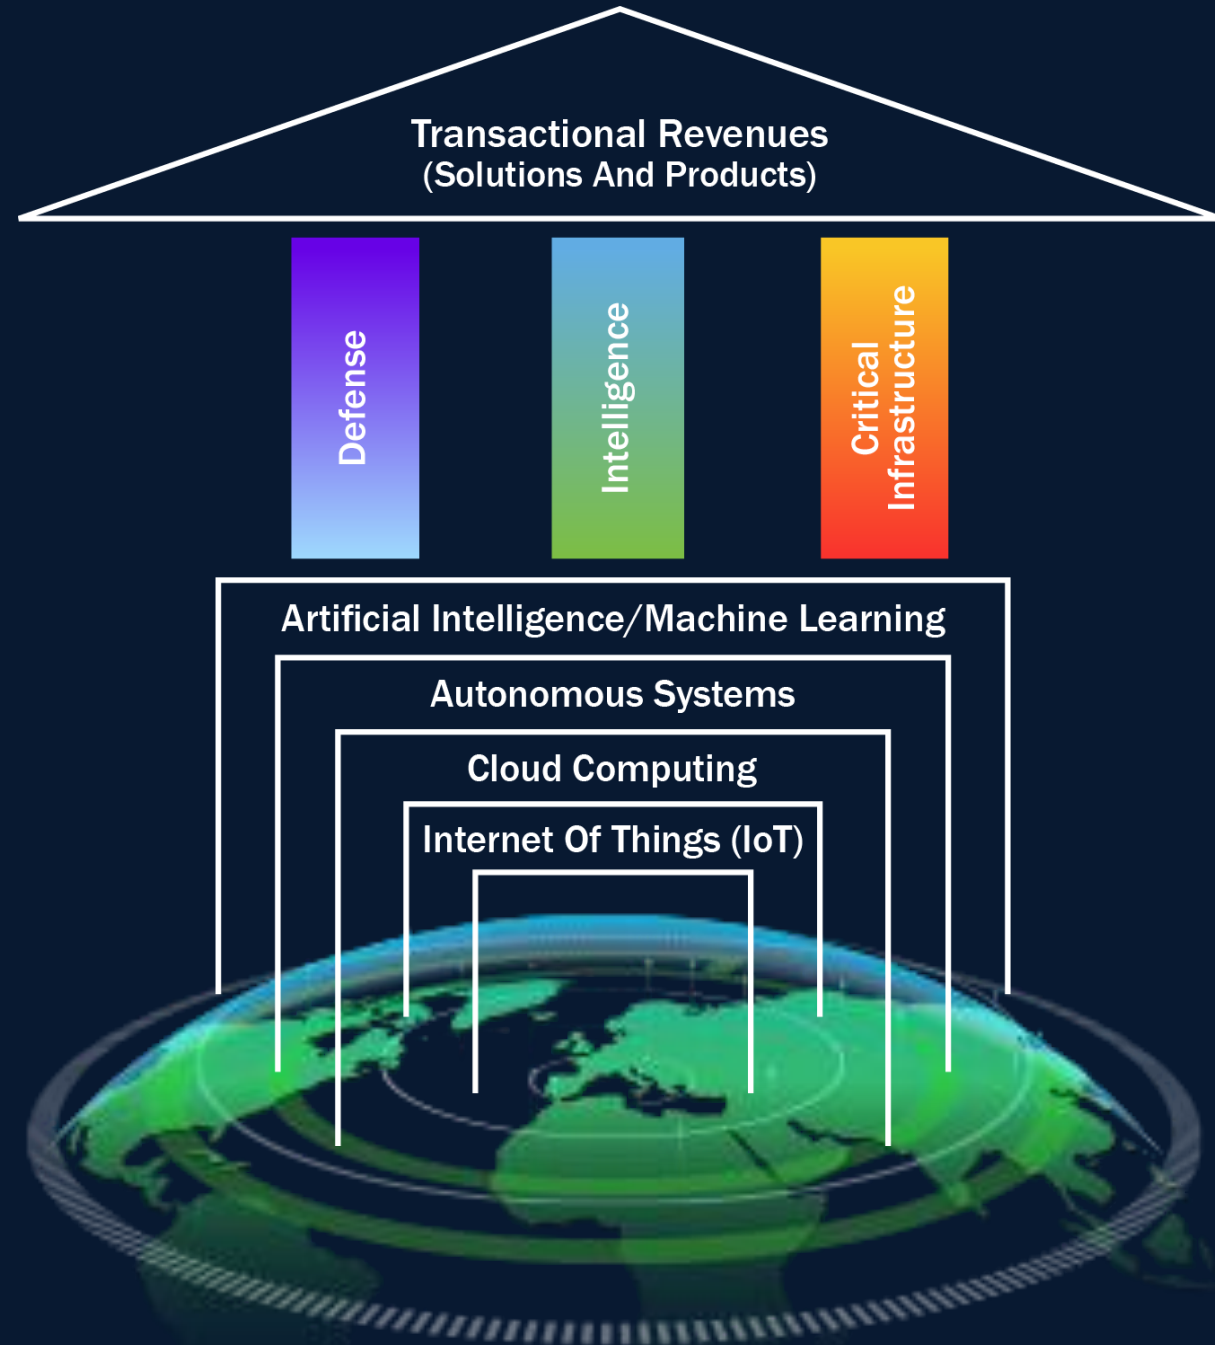 Transactional Revenues
(Solutions And Products)
Defense
Intelligence
Critical
Infrastructure
Artificial Intelligence/Machine Learning
Autonomous Systems
Cloud Computing
Internet Of Things (IoT)